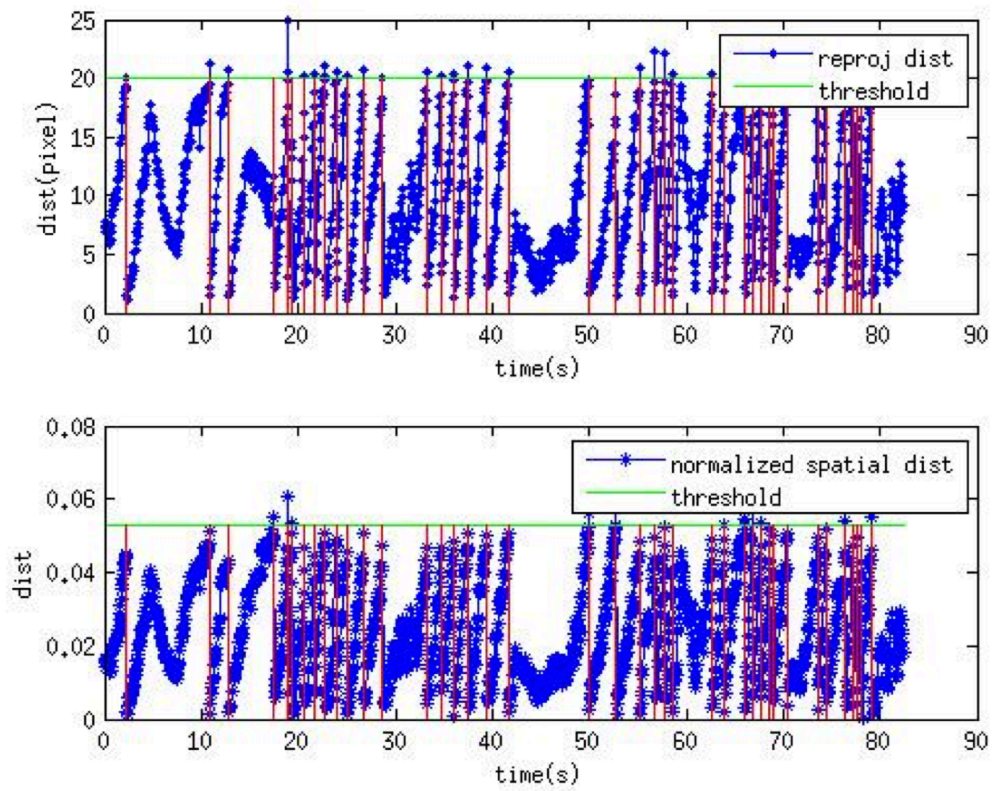 25
20
15
10
5
0
dist(pixel)
reproj dist
threshold
0 10 20 30 40 50 60 70 80 90
time(s)
0.08
0.06
0.04
0.02
0
dist
normalized spatial dist
threshold
0 10 20 30 40 50 60 70 80 90
time(s)